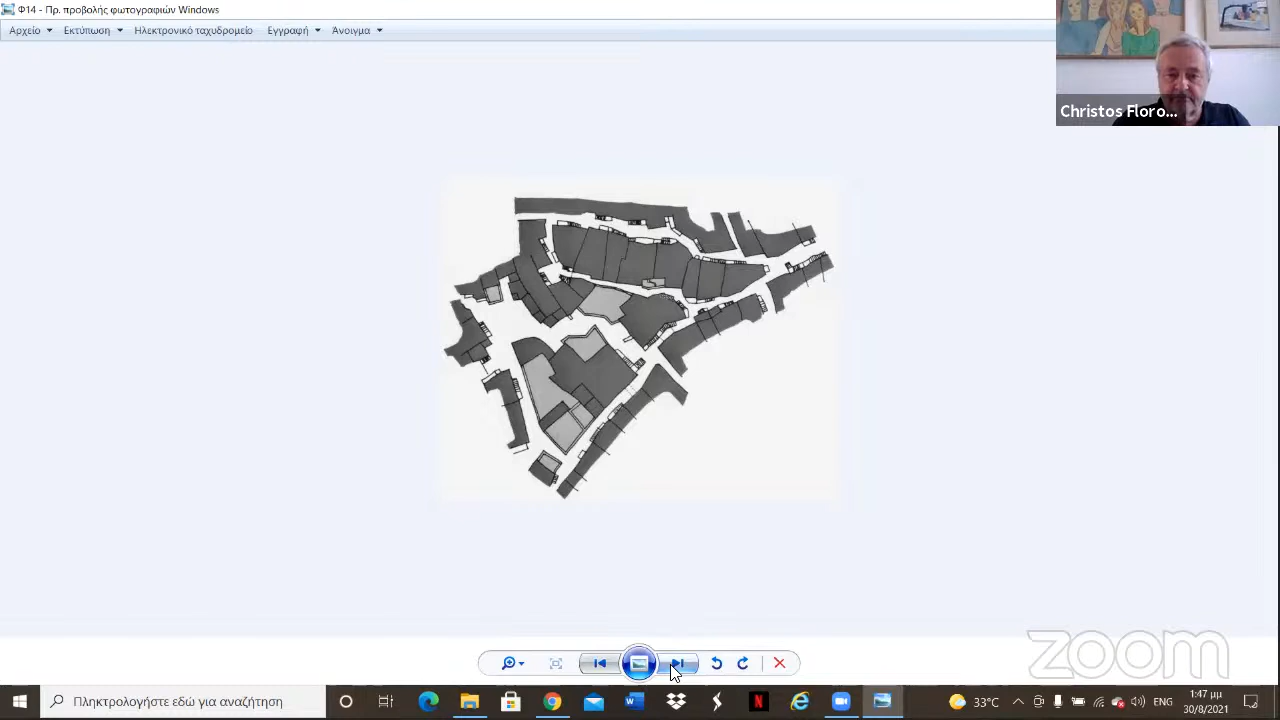 Φ14 - Πρ. προβολής φωτογραφιών Windows
Αρχείο Εκτύπωση Ηλεκτρονικό ταχυδρομείο Εγγραφή Άνοιγμα
Christos Floro...
zoom
Πληκτρολογήστε εδώ για αναζήτηση
33°C
ENG
1:47 μμ
30/8/2021